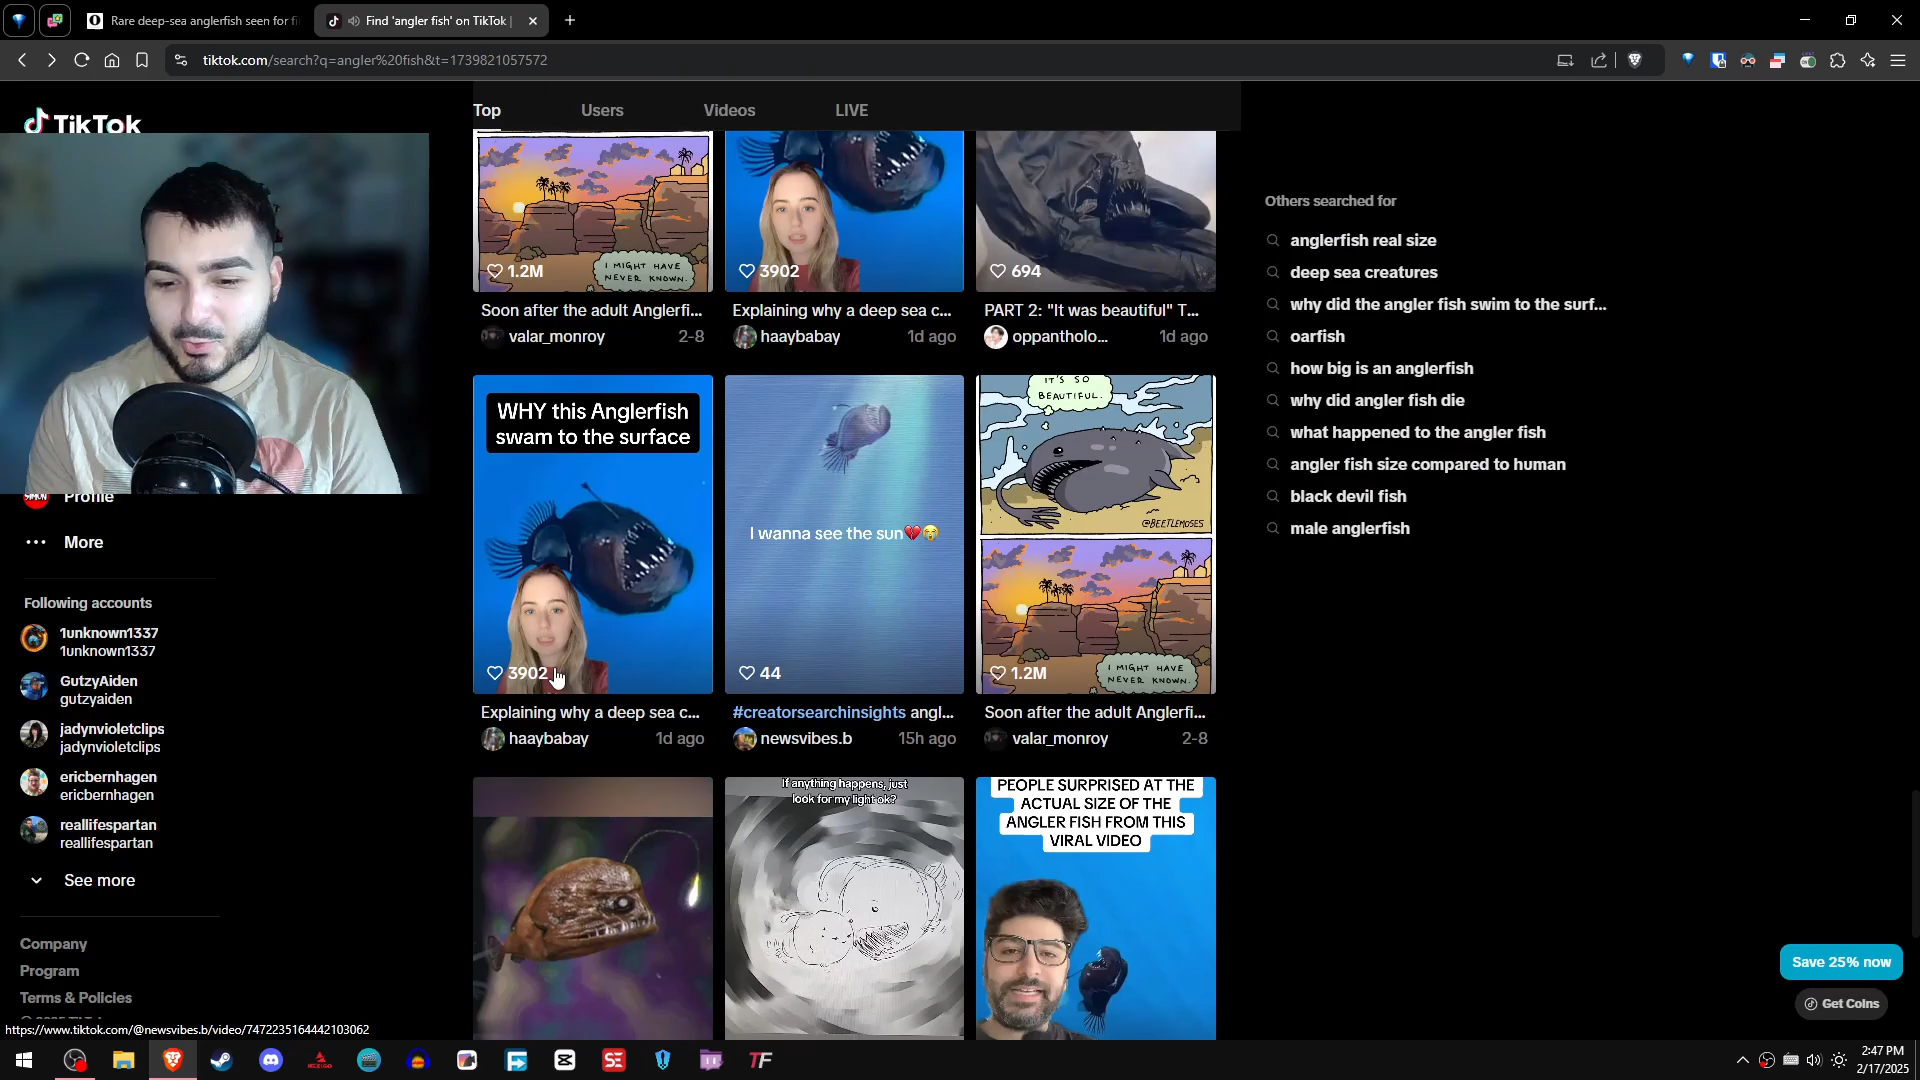 Rare deep-sea anglerfish seen for fi
Find 'angler fish' on TikTok |
tiktok.com/search?q=angler%20fish&t=1739821057572
TikTok
Top
Users
Videos
LIVE
I MIGHT HAVE
NEVER KNOWN.
1.2M
3902
694
Soon after the adult Anglerfi...
Explaining why a deep sea c...
PART 2: "It was beautiful" T...
valar_monroy
2-8
haaybabay
1d ago
oppantholo...
1d ago
Others searched for
anglerfish real size
deep sea creatures
why did the angler fish swim to the surf...
oarfish
how big is an anglerfish
why did angler fish die
what happened to the angler fish
angler fish size compared to human
black devil fish
male anglerfish
WHY this Anglerfish
swam to the surface
3902
I wanna see the sun💔😭
44
IT'S SO
BEAUTIFUL.
@BEETLEMOSES
I MIGHT HAVE
NEVER KNOWN.
1.2M
Explaining why a deep sea c...
#creatorsearchinsights angl...
Soon after the adult Anglerfi...
haaybabay
1d ago
newsvibes.b
15h ago
valar_monroy
2-8
If anything happens, just
look for my light ok?
PEOPLE SURPRISED AT THE
ACTUAL SIZE OF THE
ANGLER FISH FROM THIS
VIRAL VIDEO
Profile
More
Following accounts
1unknown1337
1unknown1337
GutzyAiden
gutzyaiden
jadynvioletclips
jadynvioletclips
ericbernhagen
ericbernhagen
reallifespartan
reallifespartan
See more
Company
Program
Terms & Policies
https://www.tiktok.com/@newsvibes.b/video/7472235164442103062
Save 25% now
Get Coins
SE
TF
2:47 PM
2/17/2025